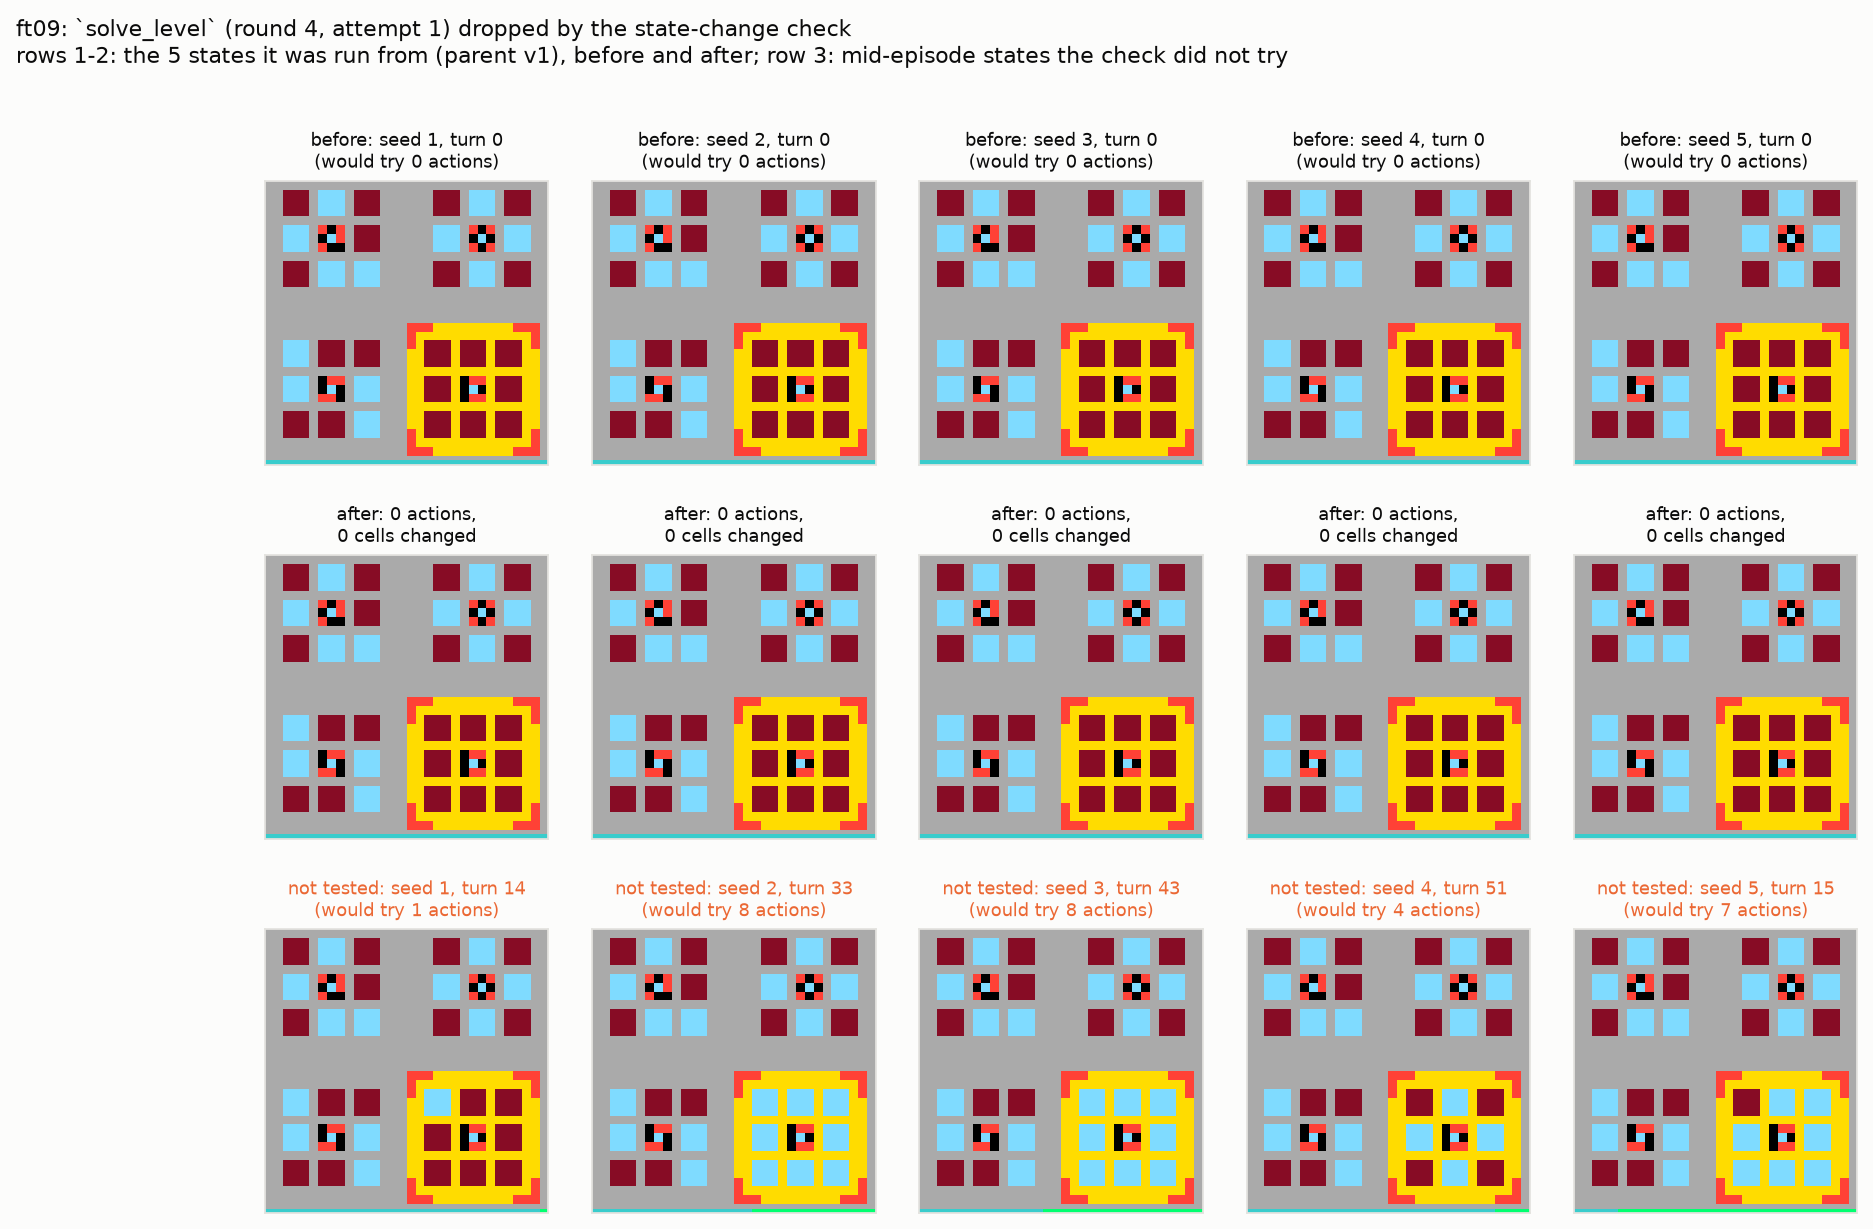 ft09: `solve_level` (round 4, attempt 1) dropped by the state-change check
rows 1-2: the 5 states it was run from (parent v1), before and after; row 3: mid-episode states the check did not try
before: seed 1, turn 0
(would try 0 actions)
before: seed 2, turn 0
(would try 0 actions)
before: seed 3, turn 0
(would try 0 actions)
before: seed 4, turn 0
(would try 0 actions)
before: seed 5, turn 0
(would try 0 actions)
after: 0 actions,
0 cells changed
after: 0 actions,
0 cells changed
after: 0 actions,
0 cells changed
after: 0 actions,
0 cells changed
after: 0 actions,
0 cells changed
not tested: seed 1, turn 14
(would try 1 actions)
not tested: seed 2, turn 33
(would try 8 actions)
not tested: seed 3, turn 43
(would try 8 actions)
not tested: seed 4, turn 51
(would try 4 actions)
not tested: seed 5, turn 15
(would try 7 actions)